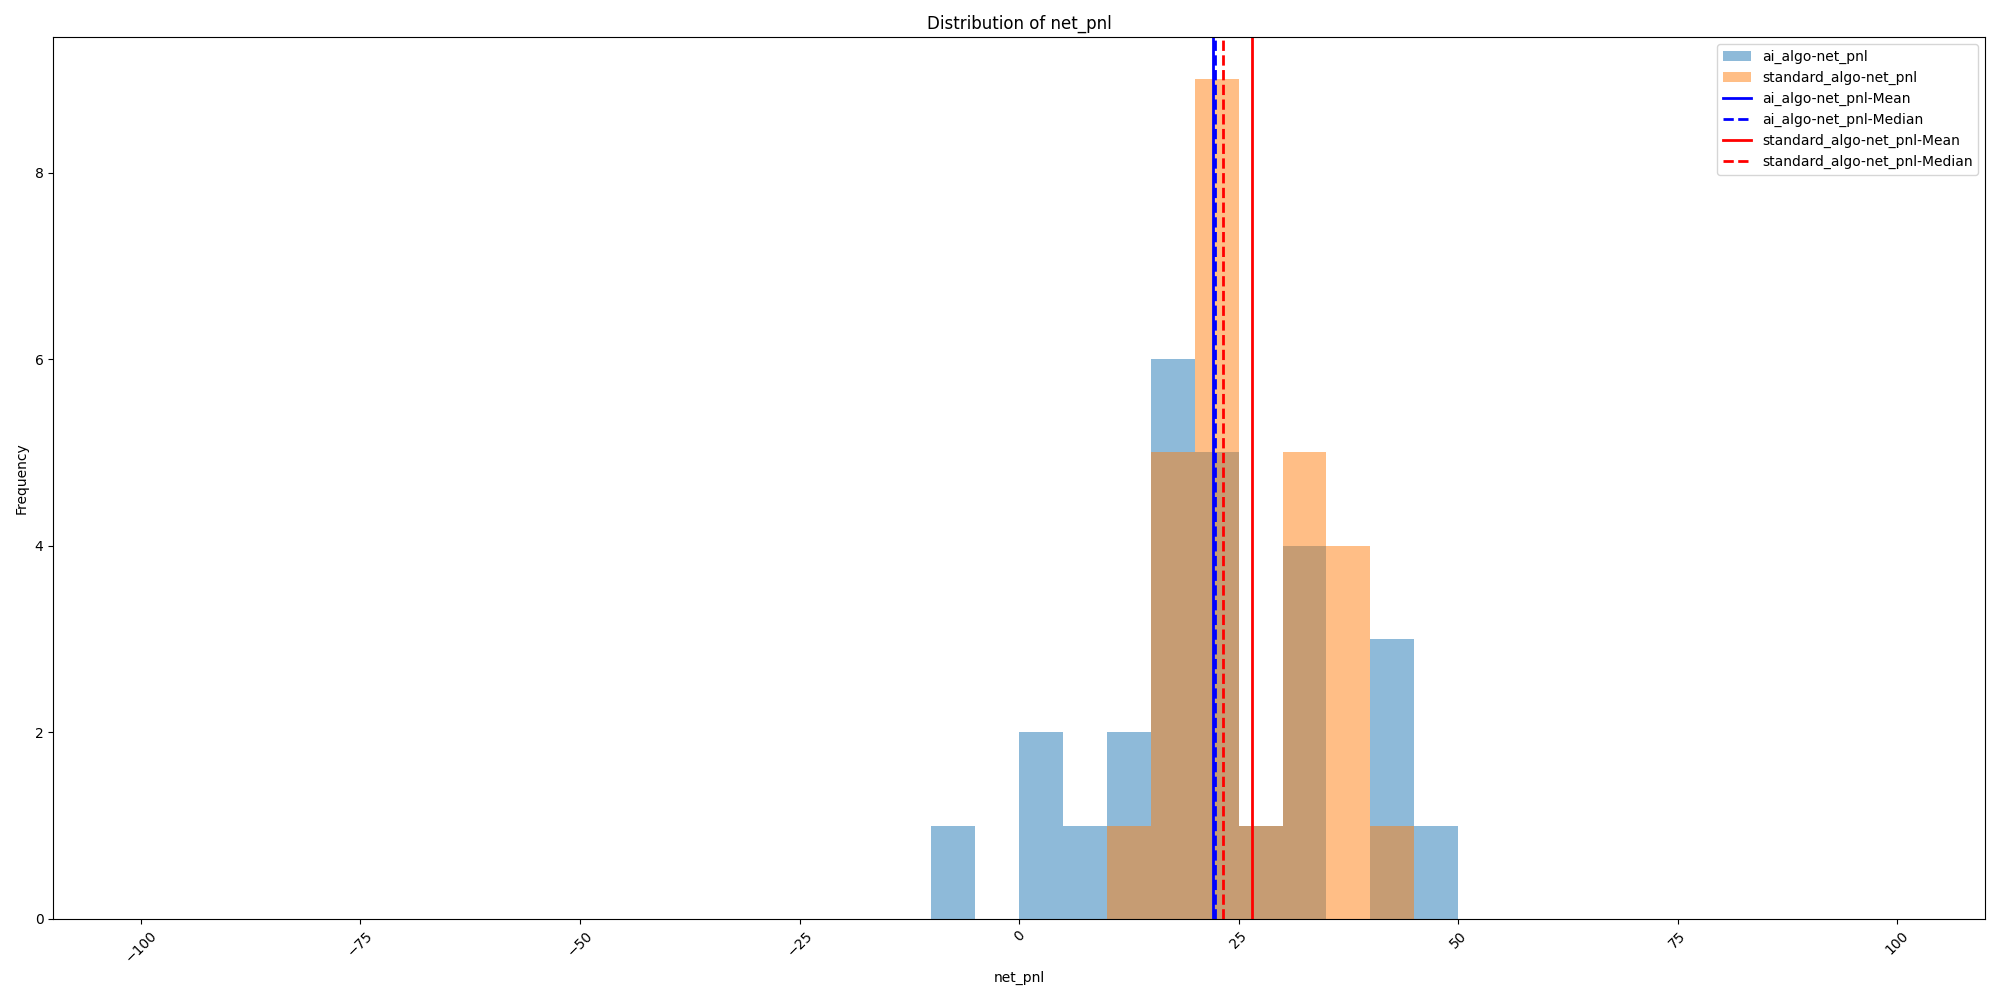 Distribution of net_pnl
ai_algo-net_pnl
standard_algo-net_pnl
ai_algo-net_pnl-Mean
ai_algo-net_pnl-Median
standard_algo-net_pnl-Mean
standard_algo-net_pnl-Median
Frequency
8
6
4
2
0
−100
−75
−50
−25
0
25
50
75
100
net_pnl